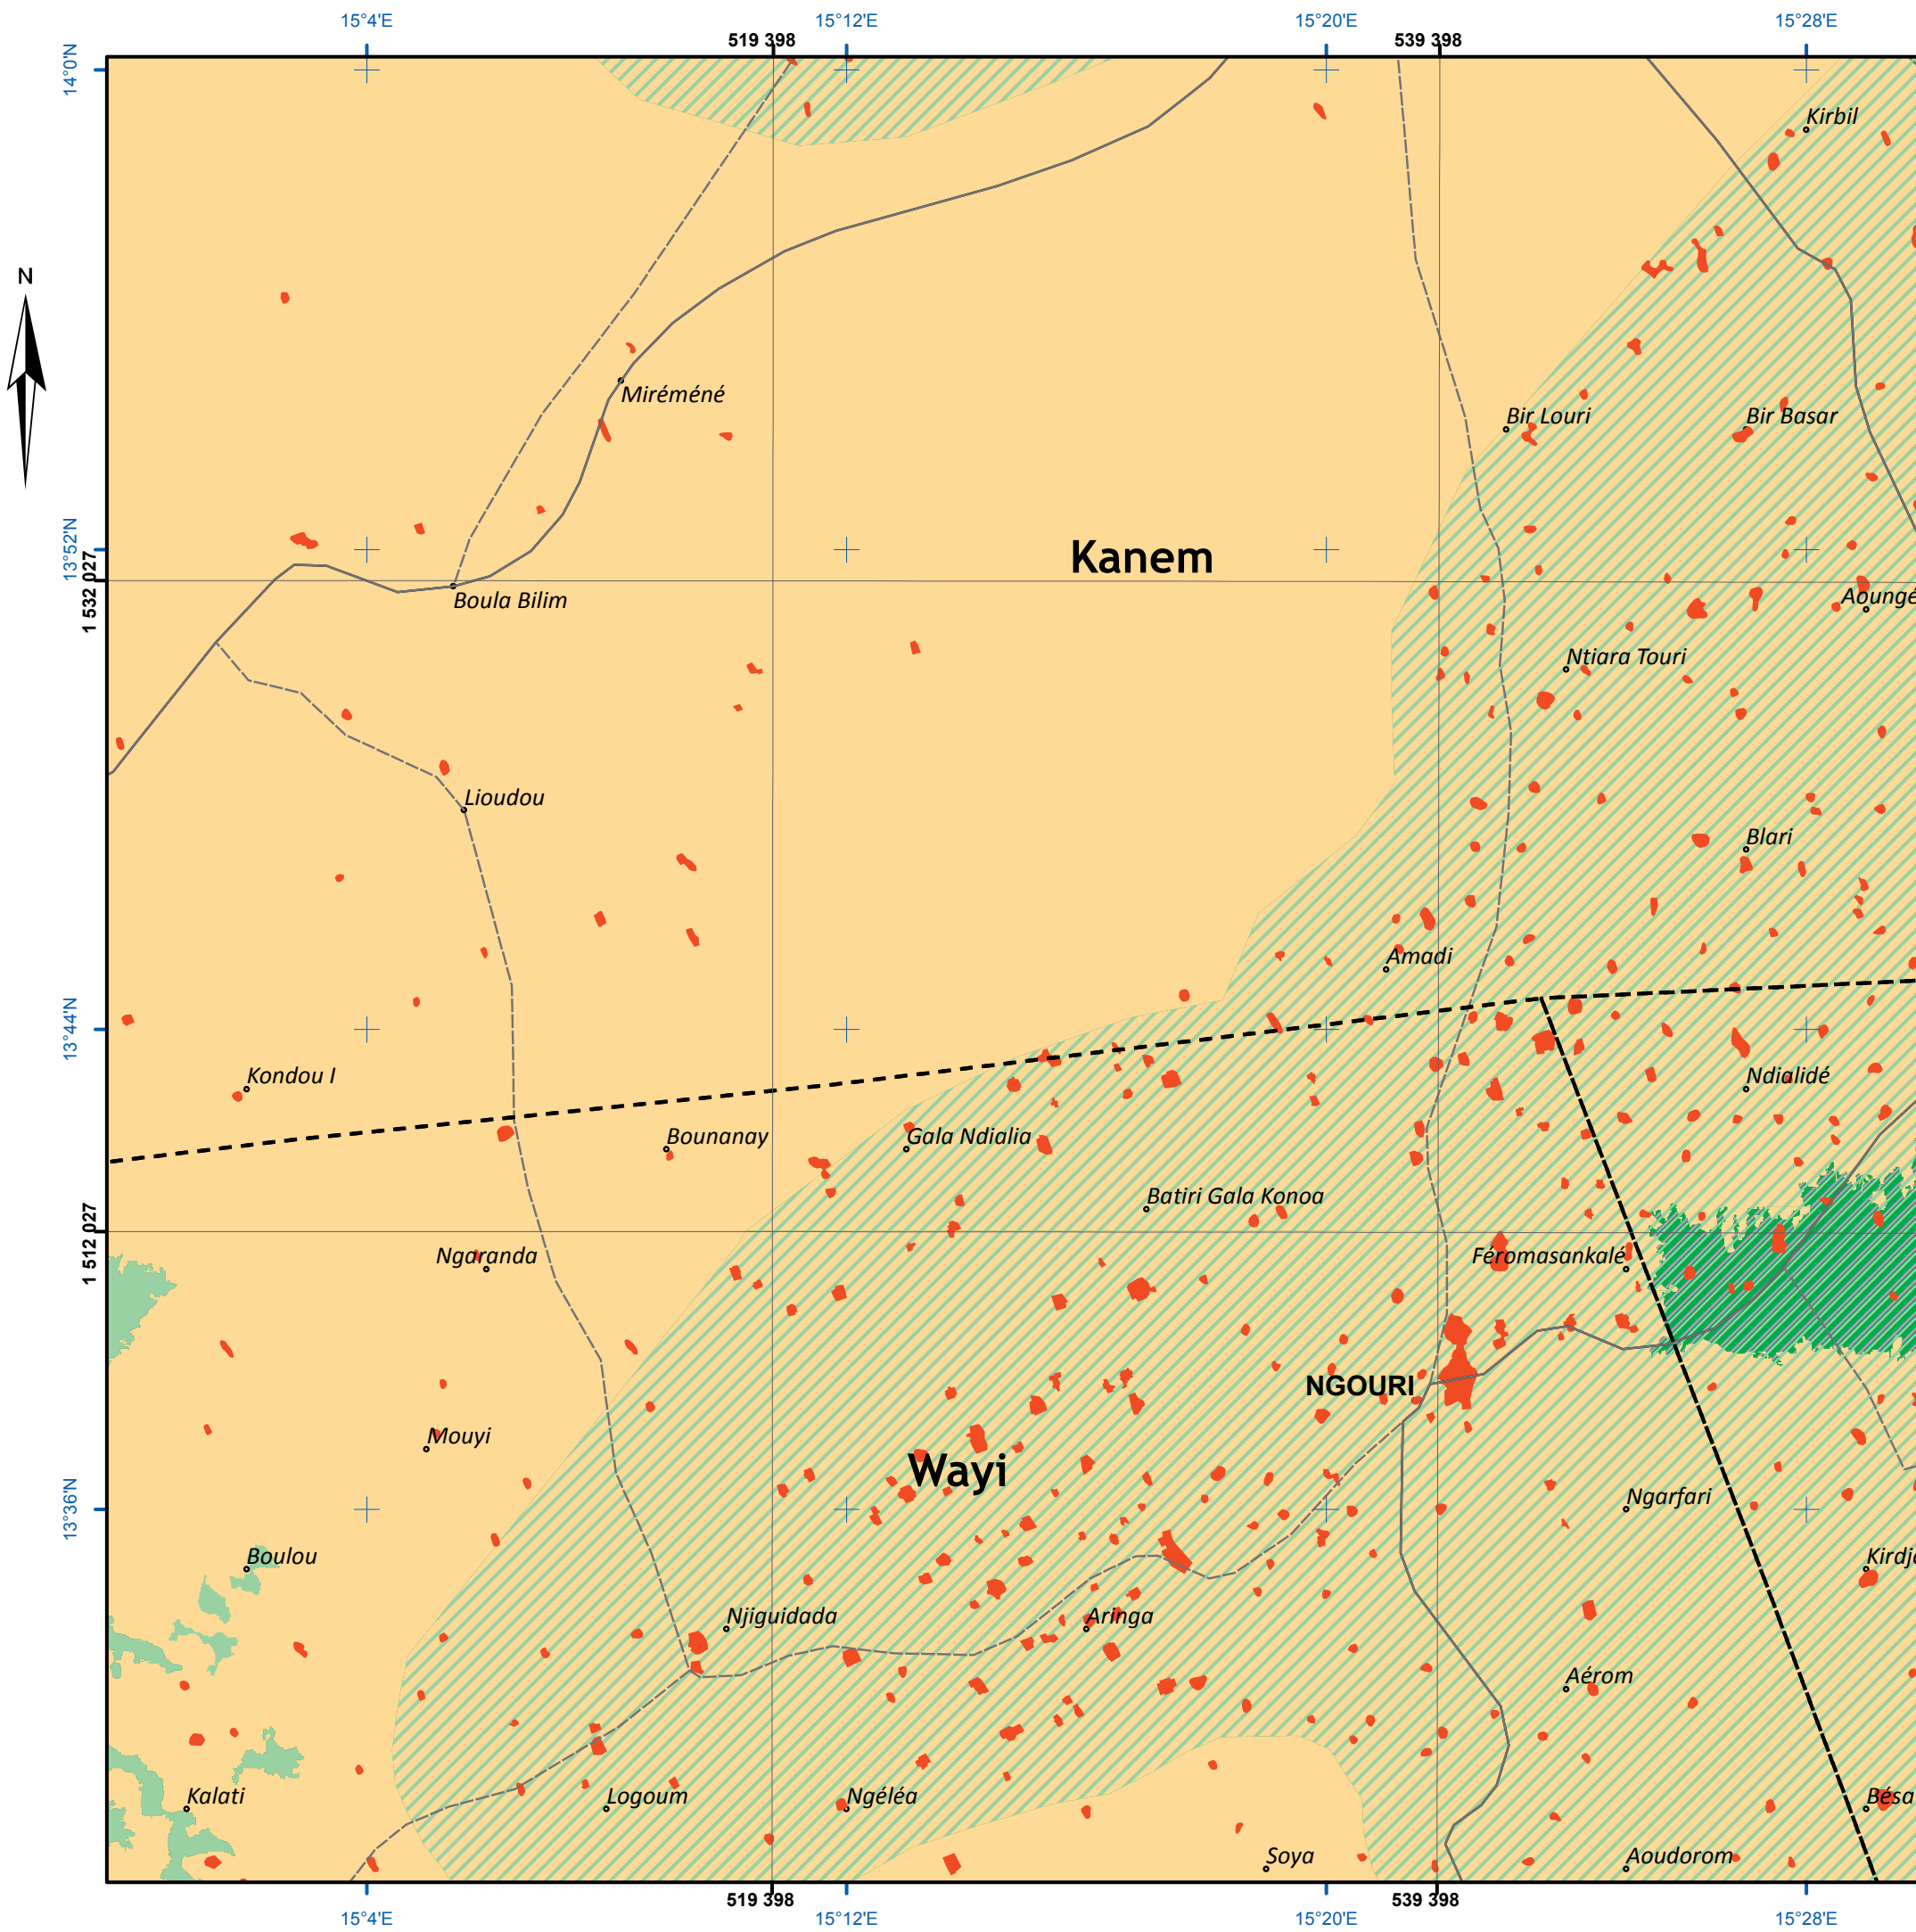 15°4'E
15°12'E
15°20'E
15°28'E
519 398
539 398
14°0'N
Kirbil
N
Miréméné
Bir Louri
Bir Basar
13°52'N
1 532 027
Kanem
Boula Bilim
Aoungé
Ntiara Touri
Lioudou
Blari
Amadi
13°44'N
Kondou I
Ndialidé
Bounanay
Gala Ndialia
Batiri Gala Konoa
1 512 027
Ngaranda
Féromasankalé
NGOURI
Mouyi
Wayi
13°36'N
Ngarfari
Boulou
Kirdj
Njiguidada
Aringa
Aérom
Kalati
Logoum
Ngéléa
Bésa
Soya
Aoudorom
519 398
539 398
15°4'E
15°12'E
15°20'E
15°28'E